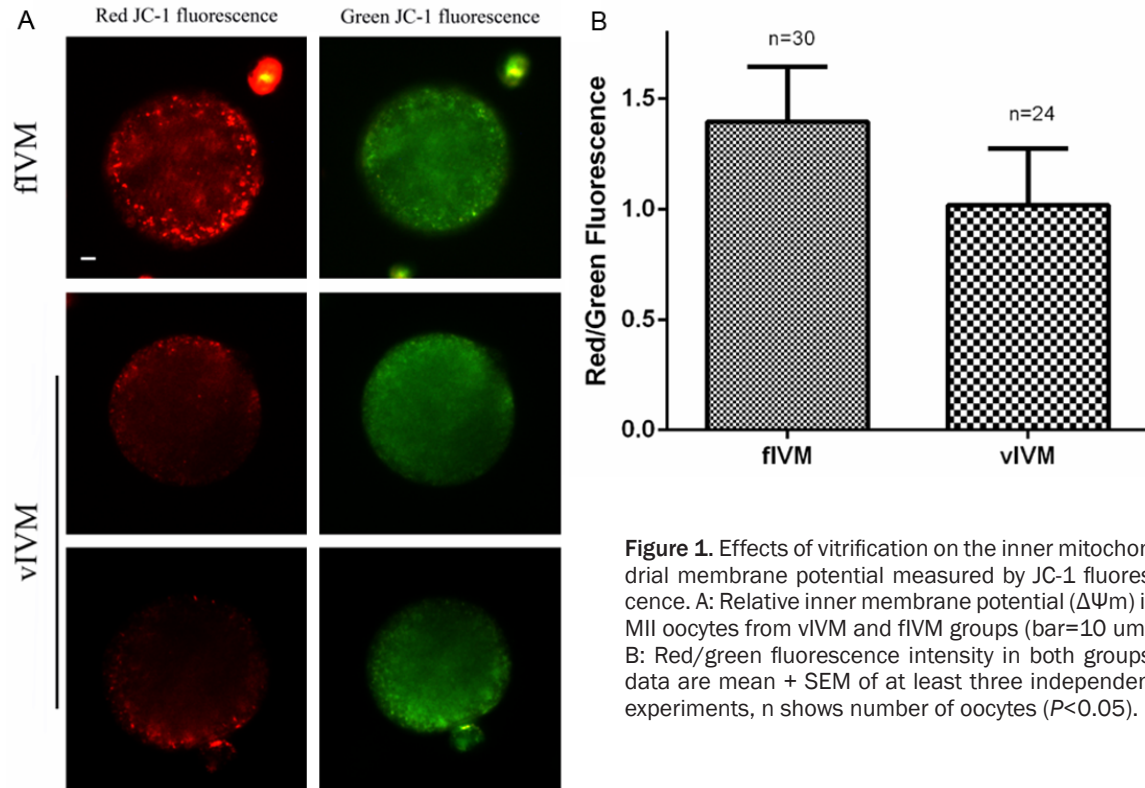 A
Red JC-1 fluorescence
Green JC-1 fluorescence
fIVM
vIVM
B
Red/Green Fluorescence
1.5
1.0
0.5
0.0
n=30
n=24
fIVM
vIVM
Figure 1. Effects of vitrification on the inner mitochon
drial membrane potential measured by JC-1 fluores
cence. A: Relative inner membrane potential (ΔΨm) i
MII oocytes from vIVM and fIVM groups (bar=10 um
B: Red/green fluorescence intensity in both groups
data are mean + SEM of at least three independen
experiments, n shows number of oocytes (P<0.05).